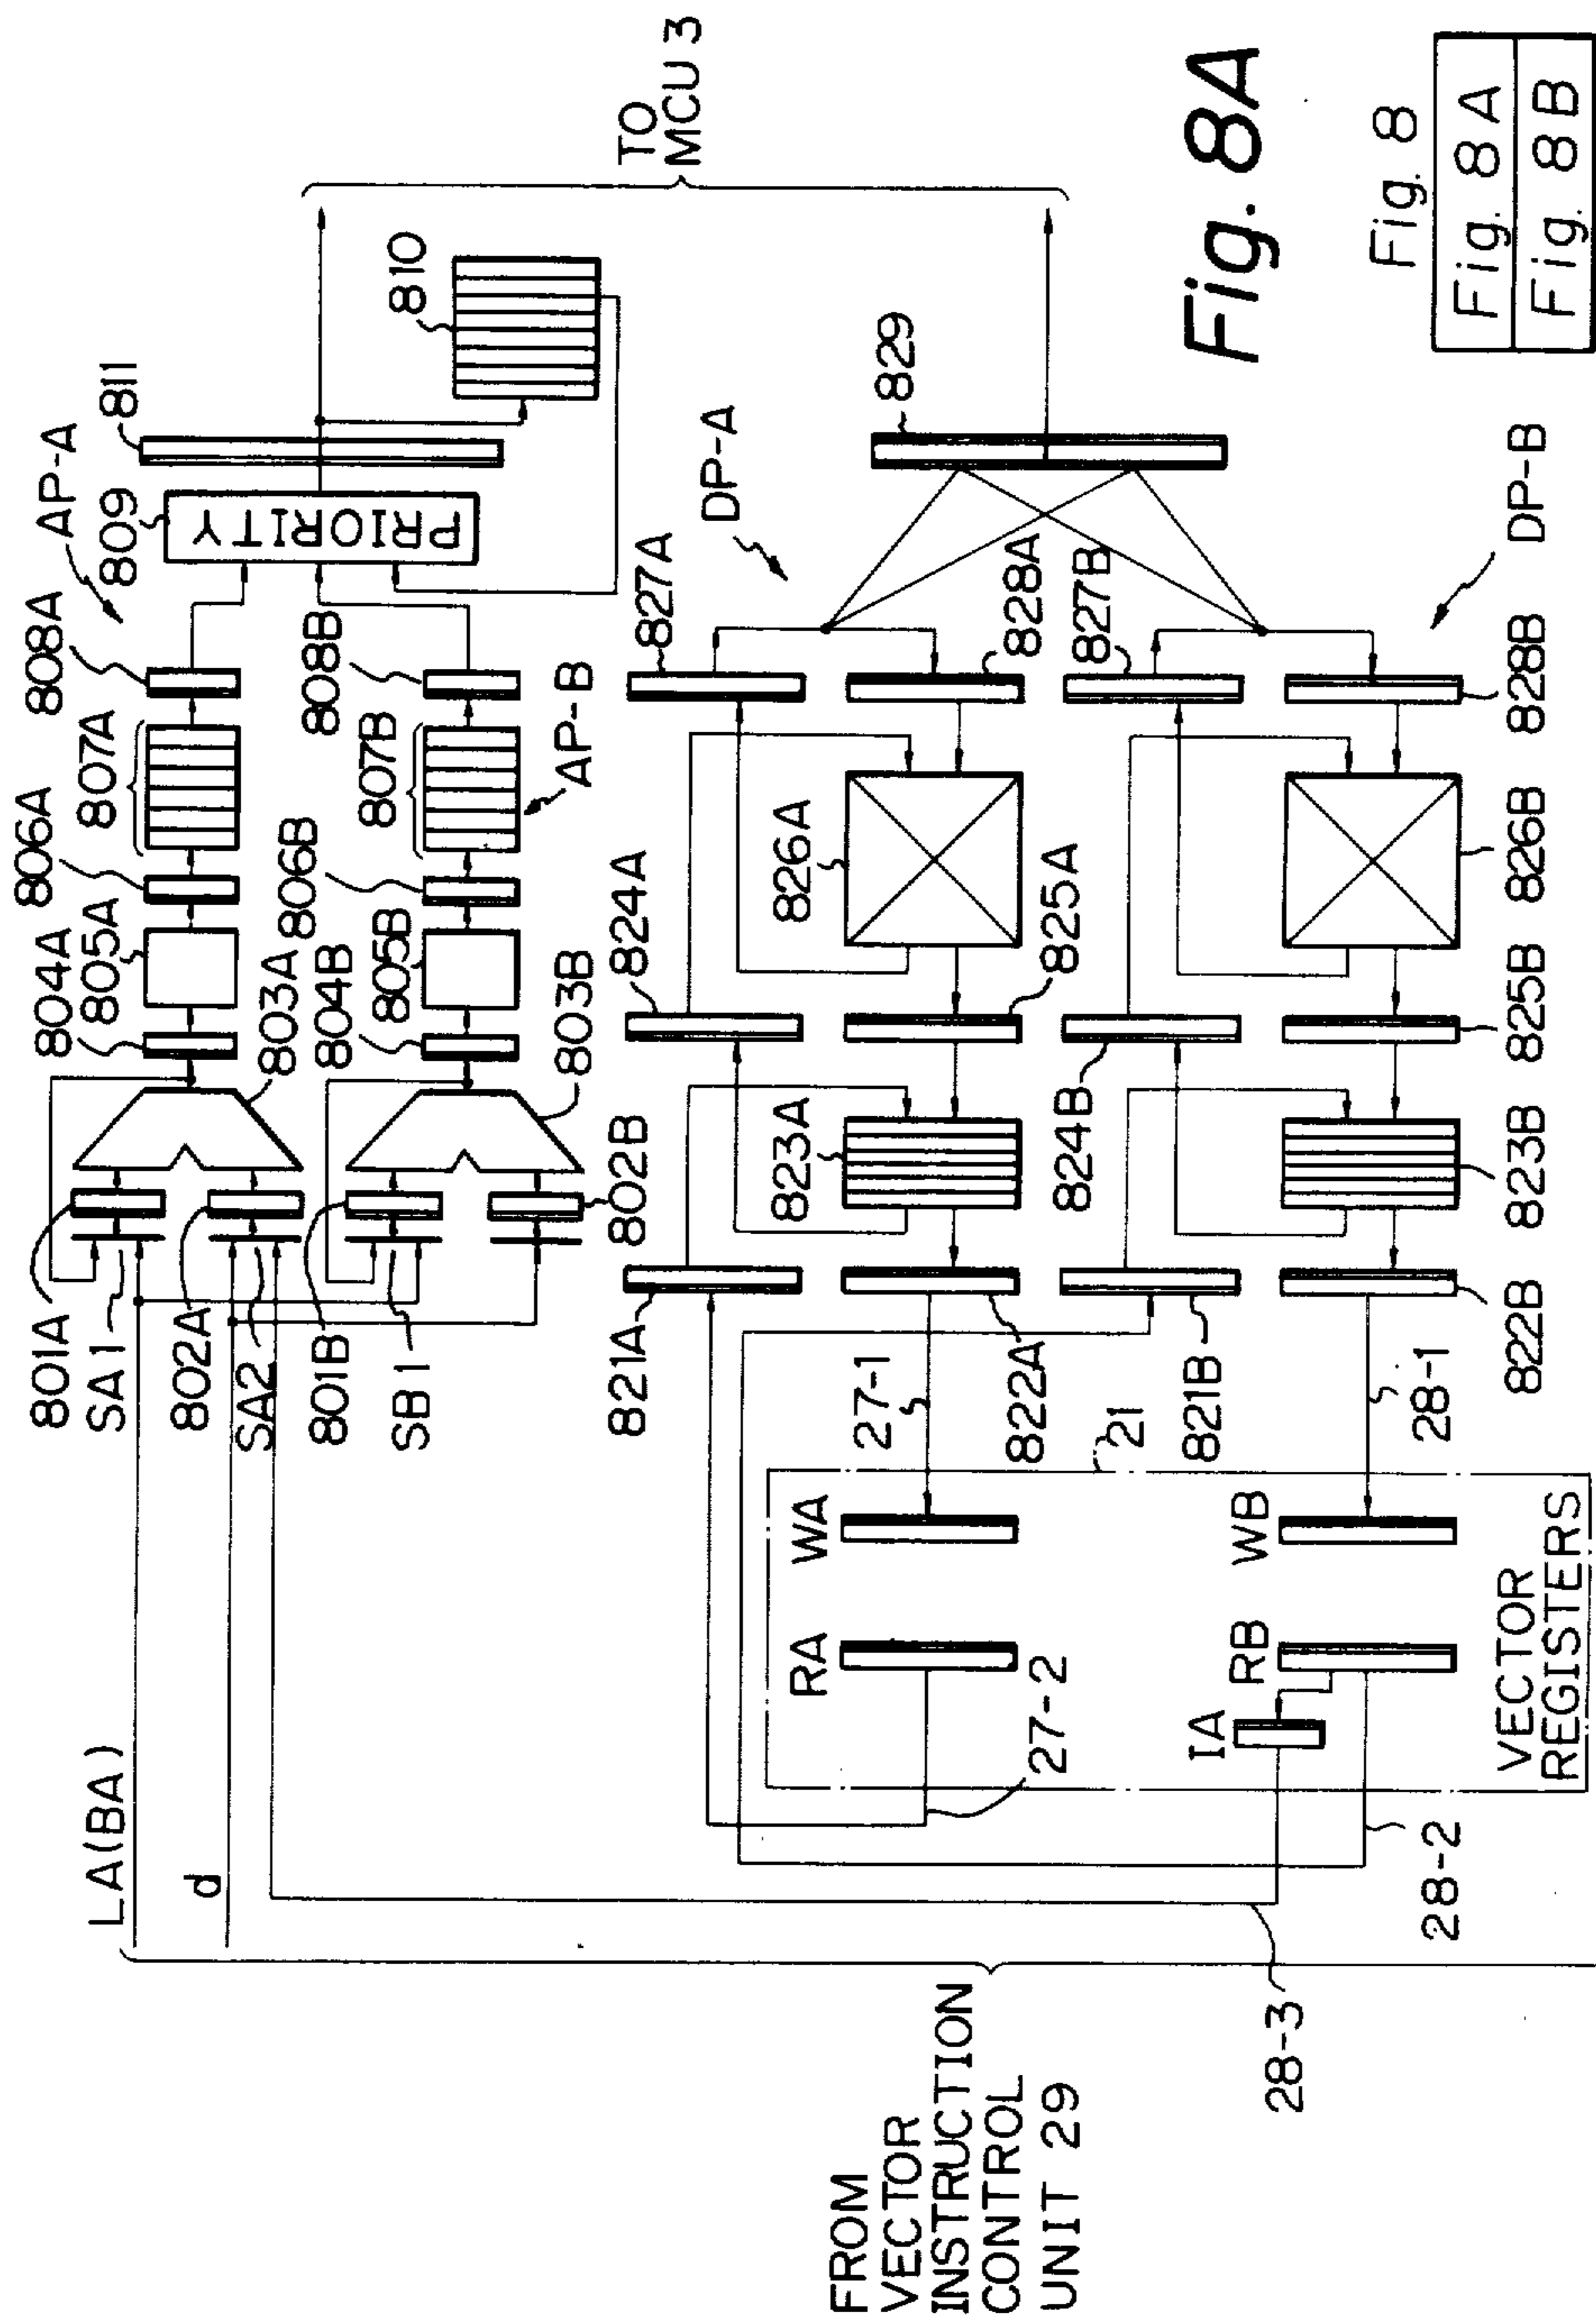 LA(BA)
d
FROM
VECTOR
INSTRUCTION
CONTROL
UNIT 29
801A
SA1
802A
SA2
801B
SB1
802B
803A
803B
804A
805A
804B
805B
806A
806B
807A
807B
808A
808B
AP-A
AP-B
809
PRIORITY
811
810
TO
MCU 3
821A
822A
823A
824A
825A
826A
827A
828A
DP-A
829
821B
822B
823B
824B
825B
826B
827B
828B
DP-B
27-1
27-2
28-1
28-2
28-3
21
RA
WA
IA
RB
WB
VECTOR
REGISTERS
Fig. 8A
Fig. 8
Fig. 8A
Fig. 8B